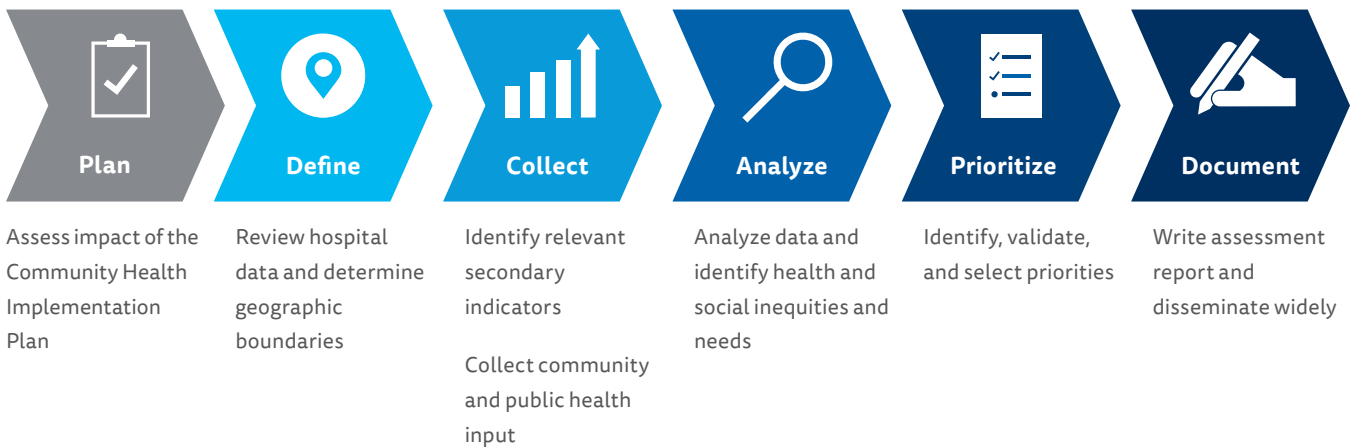 Plan
Assess impact of the
Community Health
Implementation
Plan
Define
Review hospital
data and determine
geographic
boundaries
Collect
Identify relevant
secondary
indicators
Collect community
and public health
input
Analyze
Analyze data and
identify health and
social inequities and
needs
Prioritize
Identify, validate,
and select priorities
Document
Write assessment
report and
disseminate widely